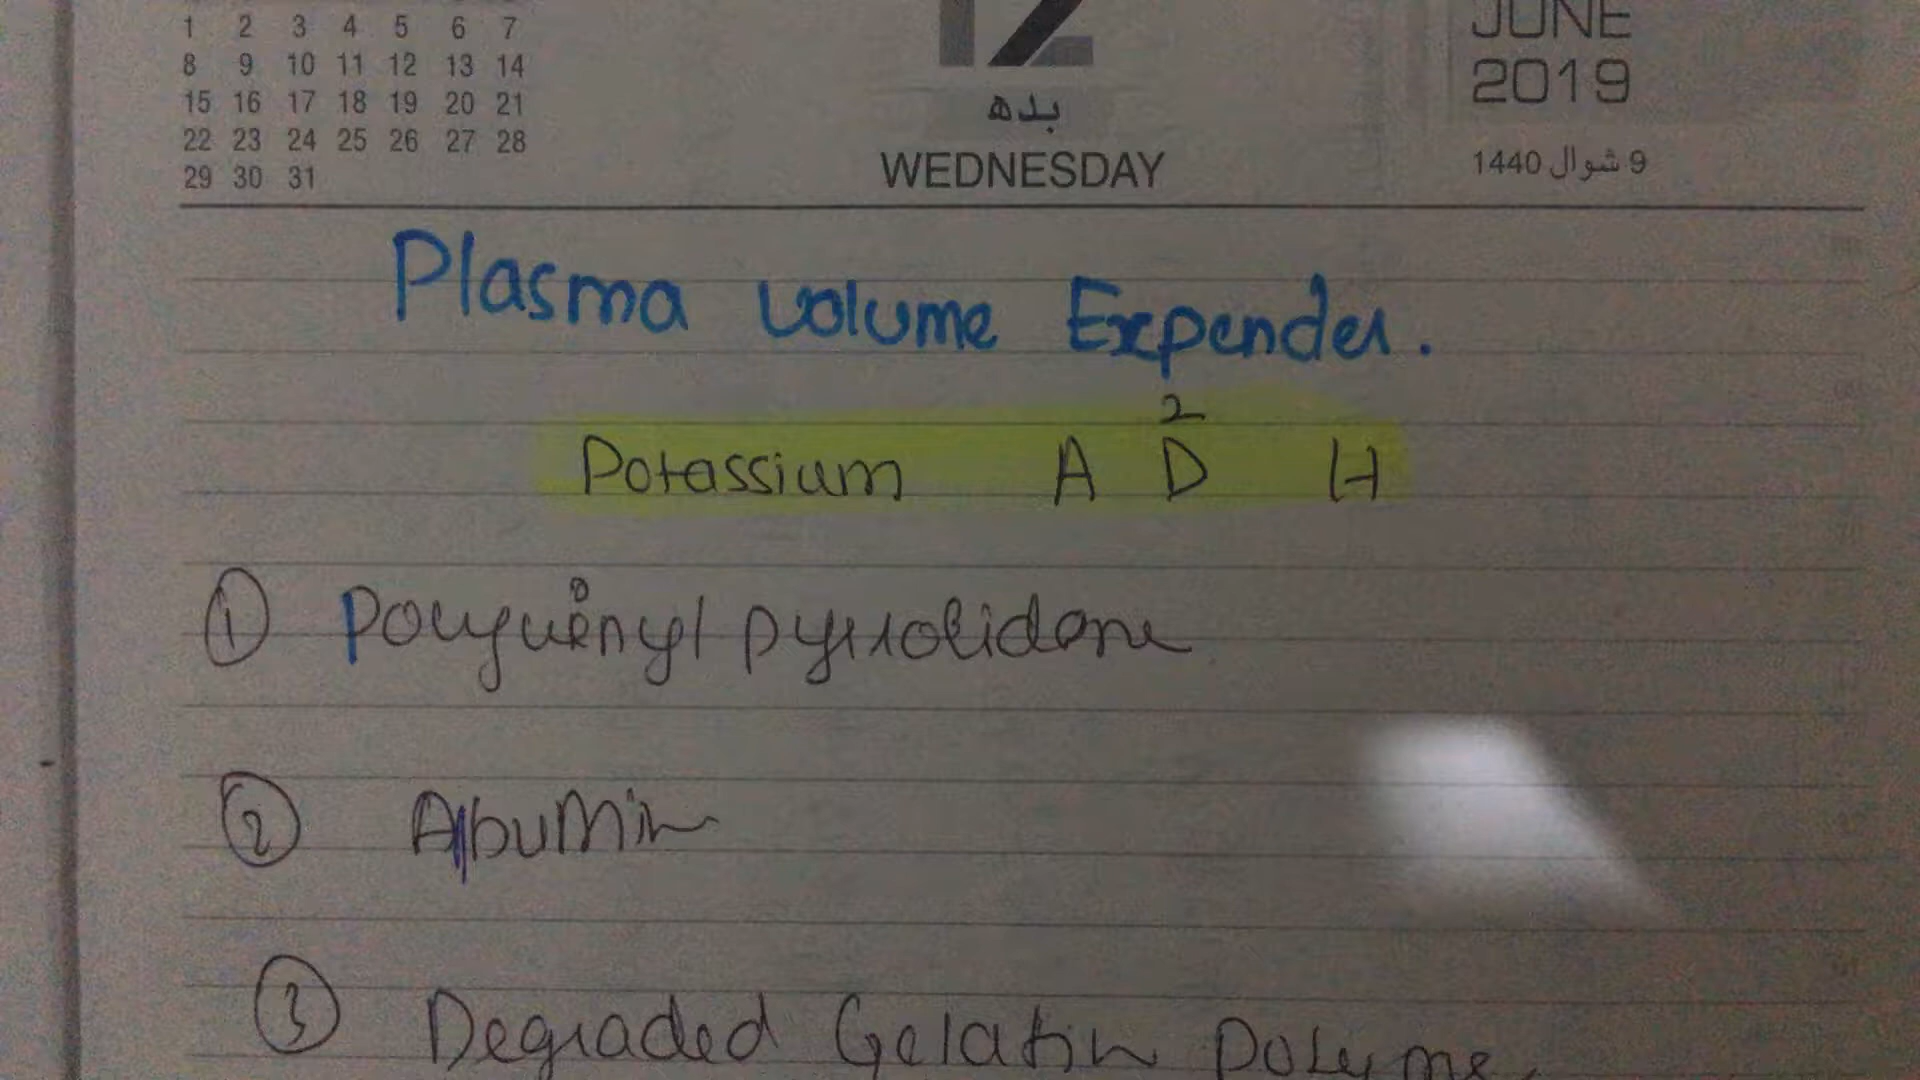 1 2 3 4 5 6 7
8 9 10 11 12 13 14
15 16 17 18 19 20 21
22 23 24 25 26 27 28
29 30 31
12
بدھ
WEDNESDAY
JUNE
2019
9 شوال 1440
Plasma volume Expender.
2
Potassium A D H
① Polyvinyl pyrrolidone
② Albumin
③ Degraded Gelatin Polyme